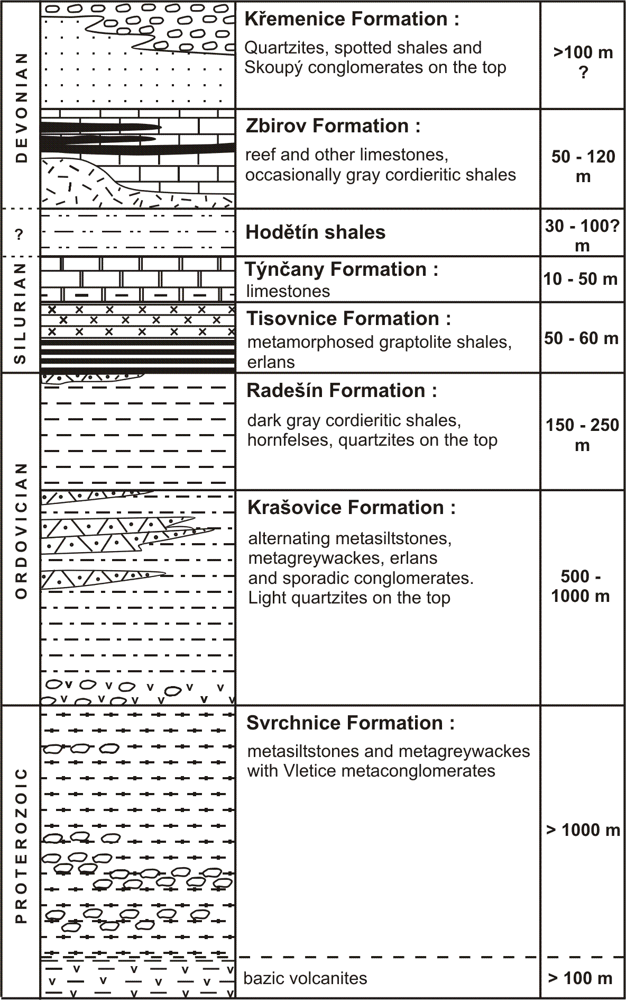 DEVONIAN
Křemenice Formation :
Quartzites, spotted shales and
Skoupý conglomerates on the top
>100 m
?
Zbirov Formation :
reef and other limestones,
occasionally gray cordieritic shales
50 - 120
m
?
Hodětín shales
30 - 100?
m
SILURIAN
Týnčany Formation :
limestones
10 - 50 m
Tisovnice Formation :
metamorphosed graptolite shales,
erlans
50 - 60 m
ORDOVICIAN
Radešín Formation :
dark gray cordieritic shales,
hornfelses, quartzites on the top
150 - 250
m
Krašovice Formation :
alternating metasiltstones,
metagreywackes, erlans
and sporadic conglomerates.
Light quartzites on the top
500 -
1000 m
PROTEROZOIC
Svrchnice Formation :
metasiltstones and metagreywackes
with Vletice metaconglomerates
> 1000 m
bazic volcanites
> 100 m